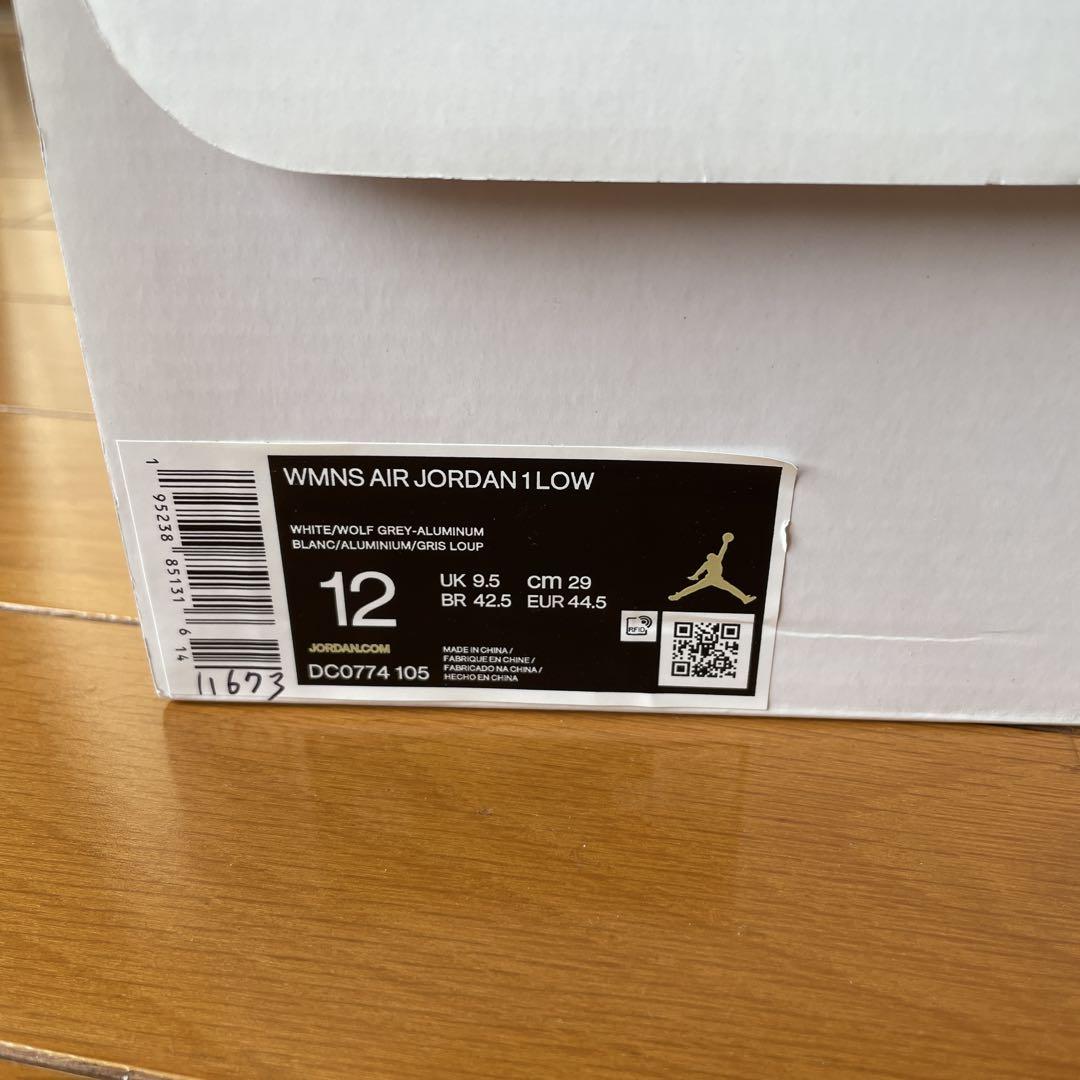 WMNS AIR JORDAN 1 LOW
WHITE/WOLF GREY-ALUMINUM
BLANC/ALUMINIUM/GRIS LOUP
12
UK 9.5 cm 29
BR 42.5 EUR 44.5
RFID
JORDAN.COM
DC0774 105
MADE IN CHINA /
FABRIQUE EN CHINE /
FABRICADO NA CHINA /
HECHO EN CHINA
1 95238 85131 6 14
11673